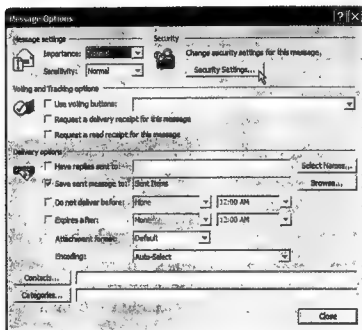 Message Options
Message settings
Security
Importance: Normal
Change security settings for this message.
Sensitivity: Normal
Security Settings...
Voting and Tracking options
Use voting buttons:
Request a delivery receipt for this message
Request a read receipt for this message
Delivery options
Have replies sent to:
Select Names...
Save sent message to: Sent Items
Browse...
Do not deliver before: None 12:00 AM
Expires after: None 12:00 AM
Attachment format: Default
Encoding: Auto-Select
Contacts...
Categories...
Close